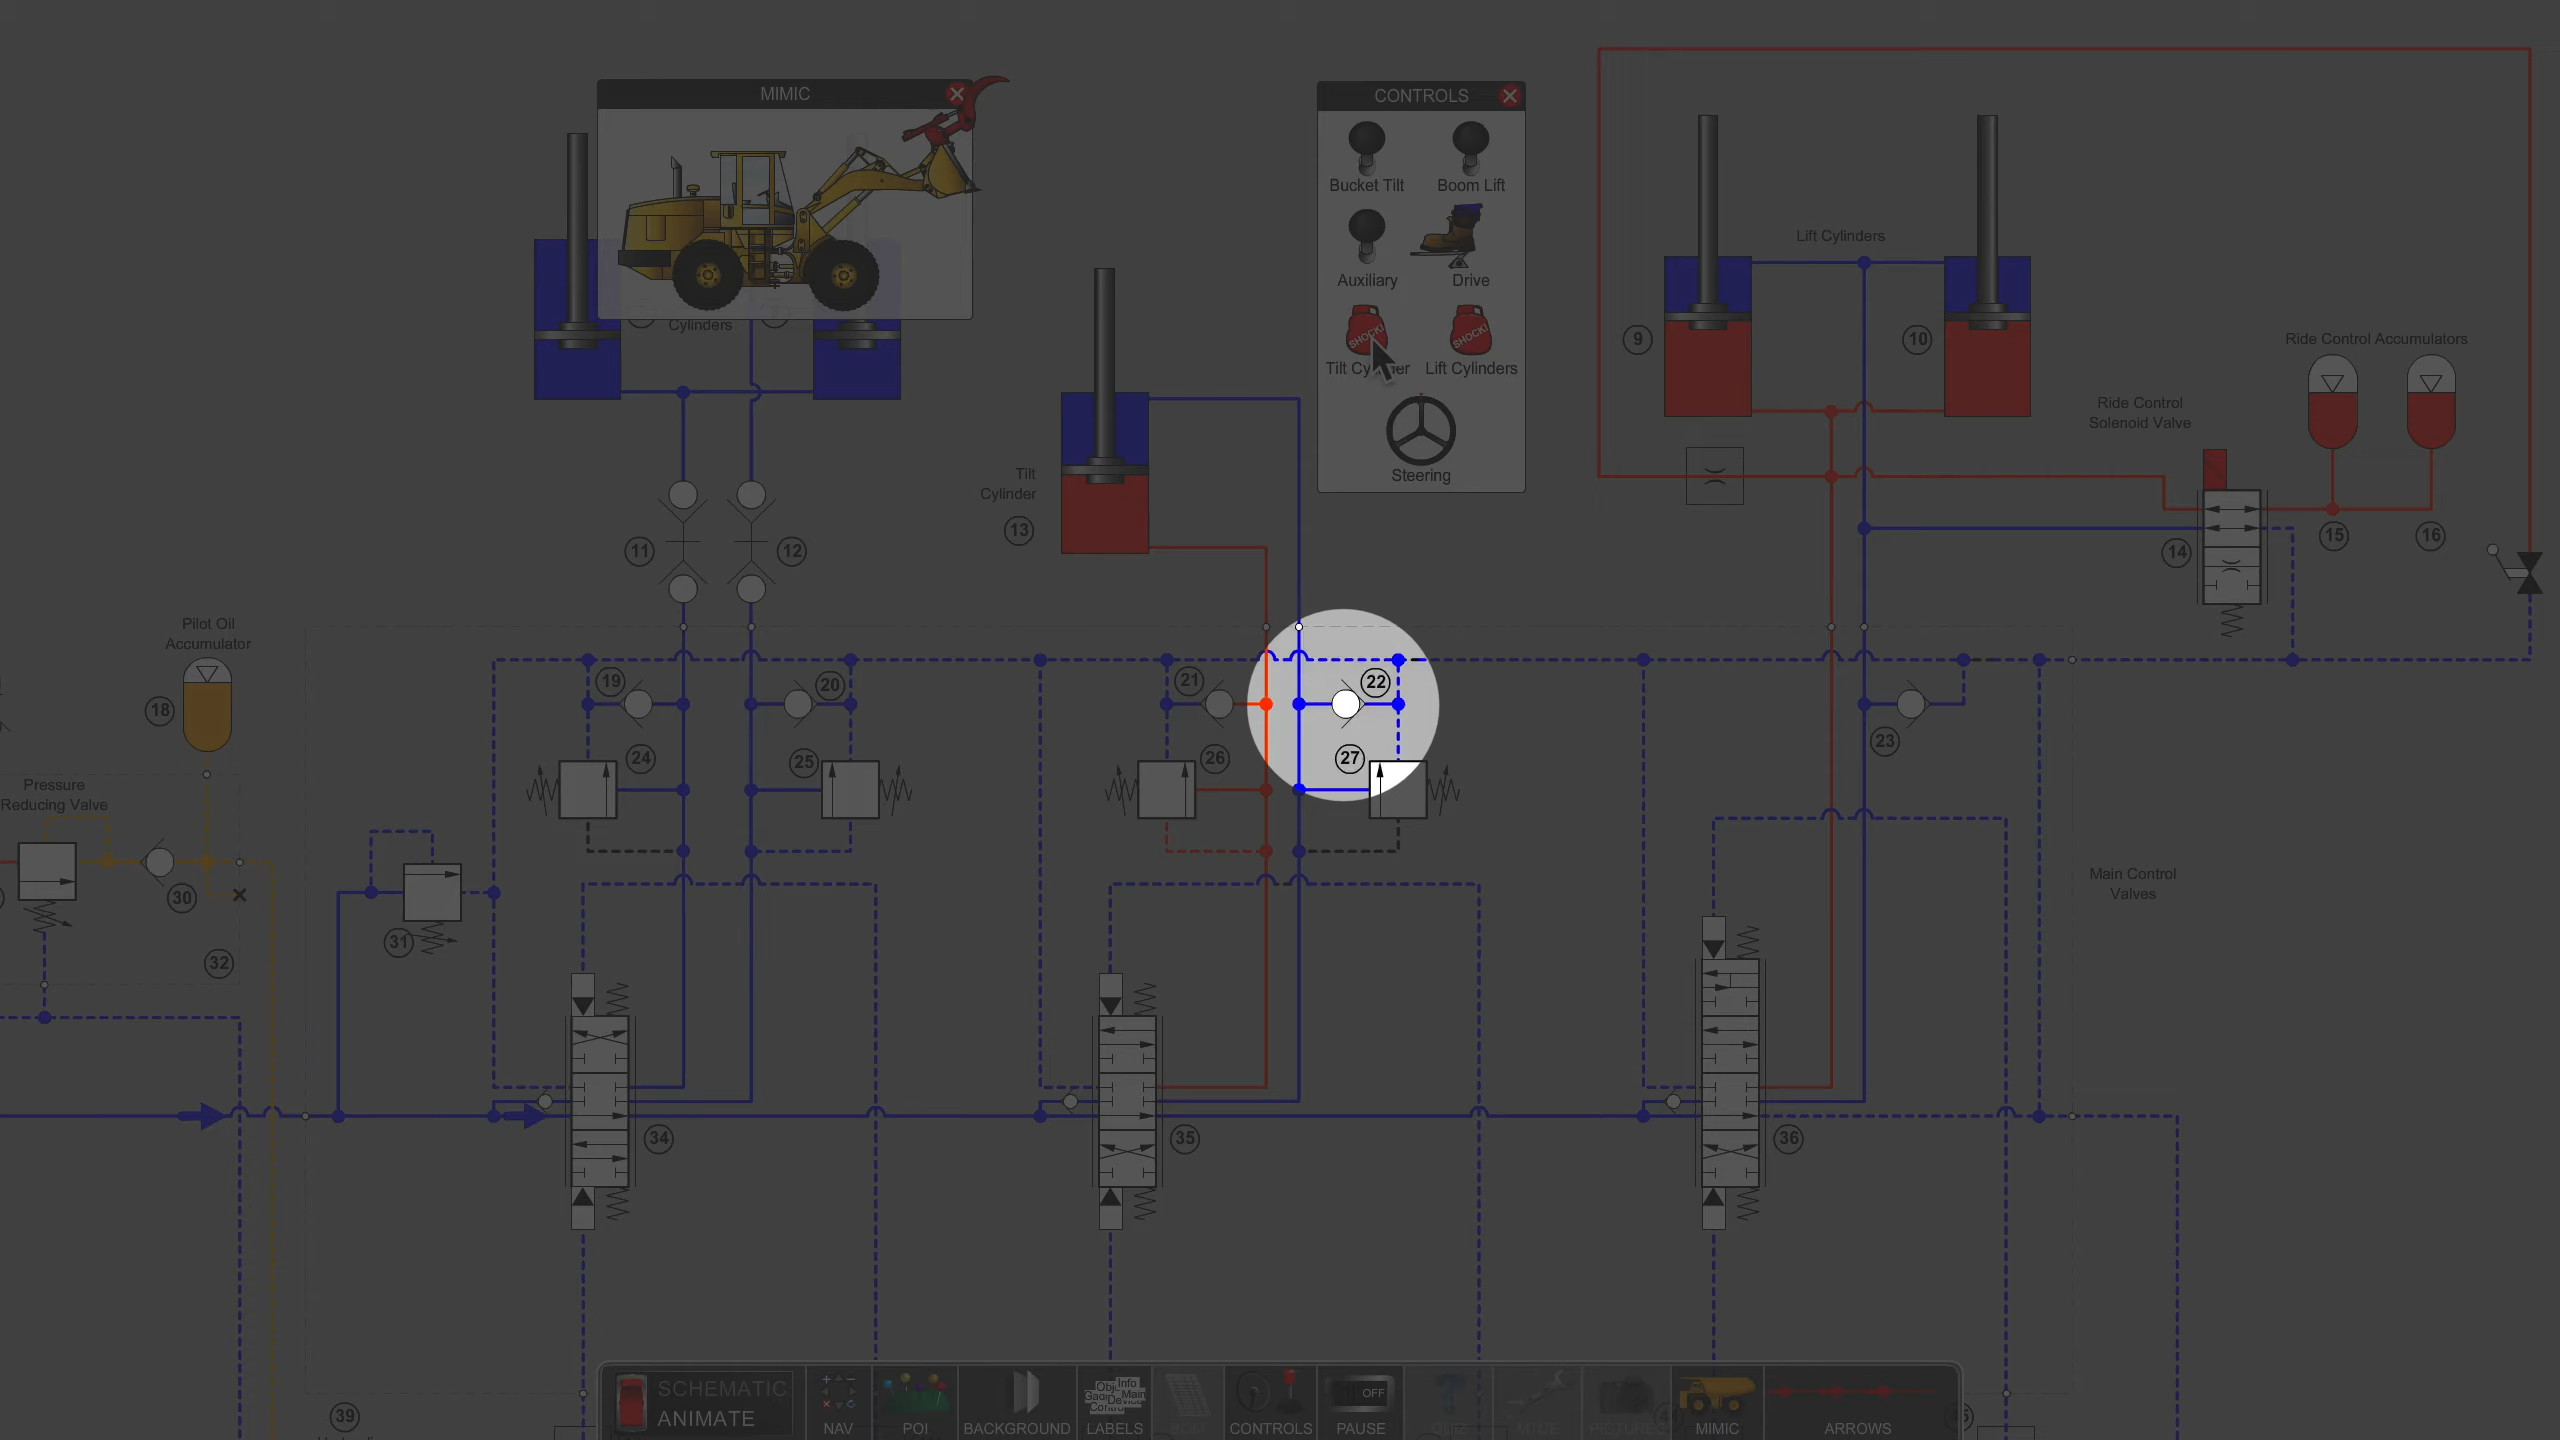 MIMIC
CONTROLS
Bucket Tilt
Boom Lift
Auxiliary
Drive
SHOCK!
SHOCK!
Lift Cylinders
Steering
Cylinders
Lift Cylinders
9
10
Ride Control Accumulators
Ride Control
Solenoid Valve
14
15
16
Tilt
Cylinder
13
11
12
Pilot Oil
Accumulator
18
19
20
21
22
23
24
25
26
27
Pressure
Reducing Valve
30
31
32
Main Control
Valves
34
35
36
39
SCHEMATIC
ANIMATE
NAV
POI
BACKGROUND
LABELS
CONTROLS
OFF
PAUSE
PICTURES
MIMIC
ARROWS